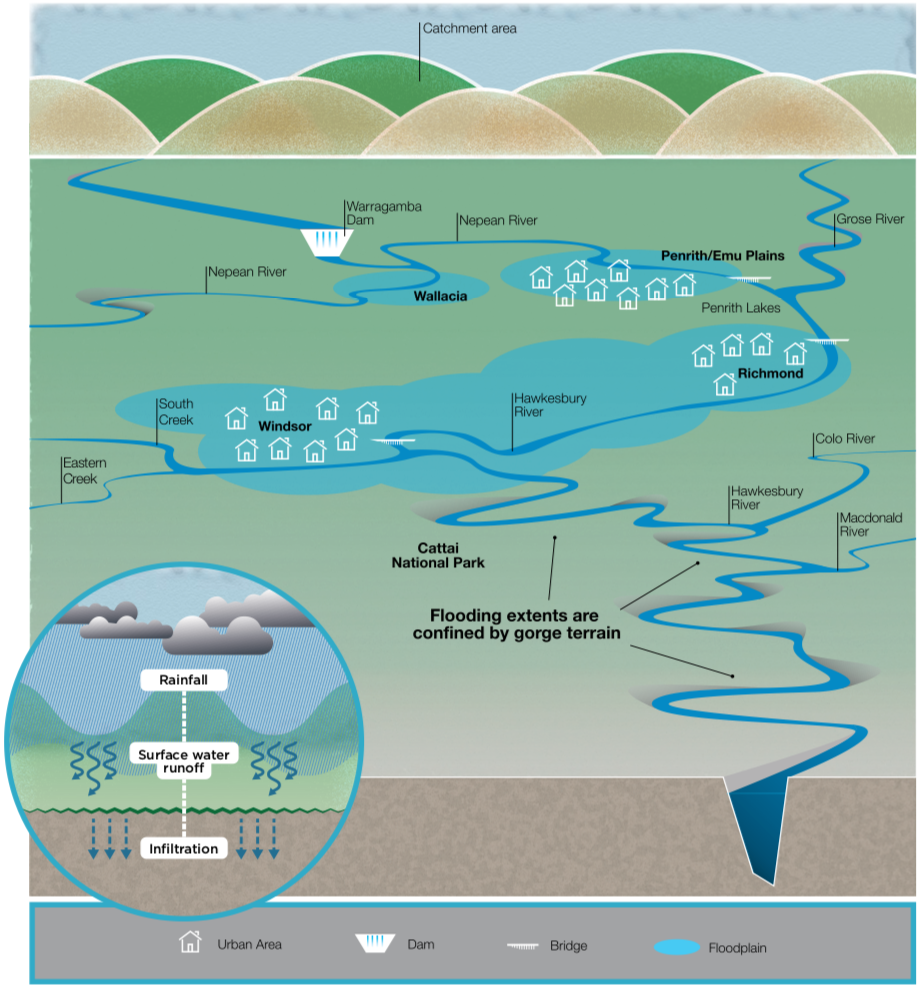 Catchment area
Warragamba
Dam
Nepean River
Grose River
Penrith/Emu Plains
Nepean River
Wallacia
Penrith Lakes
Richmond
South
Creek
Windsor
Hawkesbury
River
Colo River
Eastern
Creek
Hawkesbury
River
Macdonald
River
Cattai
National Park
Flooding extents are
confined by gorge terrain
Rainfall
Surface water
runoff
Infiltration
Urban Area
Dam
Bridge
Floodplain